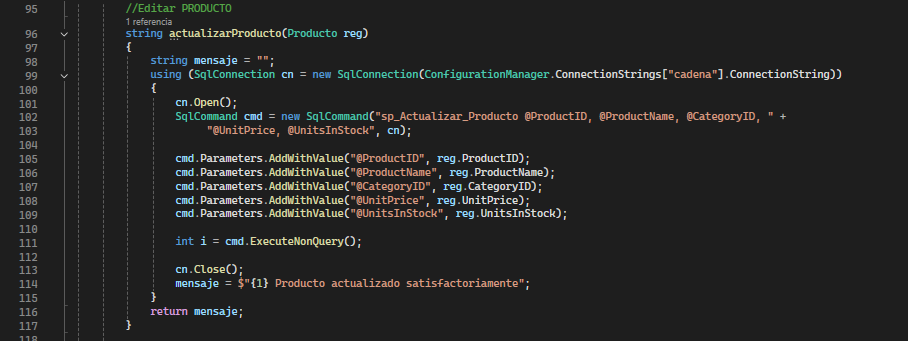 95 //Editar PRODUCTO
1 referencia
96 string actualizarProducto(Producto reg)
97 {
98 string mensaje = "";
99 using (SqlConnection cn = new SqlConnection(ConfigurationManager.ConnectionStrings["cadena"].ConnectionString))
100 {
101 cn.Open();
102 SqlCommand cmd = new SqlCommand("sp_Actualizar_Producto @ProductID, @ProductName, @CategoryID, " +
103 "@UnitPrice, @UnitsInStock", cn);
104
105 cmd.Parameters.AddWithValue("@ProductID", reg.ProductID);
106 cmd.Parameters.AddWithValue("@ProductName", reg.ProductName);
107 cmd.Parameters.AddWithValue("@CategoryID", reg.CategoryID);
108 cmd.Parameters.AddWithValue("@UnitPrice", reg.UnitPrice);
109 cmd.Parameters.AddWithValue("@UnitsInStock", reg.UnitsInStock);
110
111 int i = cmd.ExecuteNonQuery();
112
113 cn.Close();
114 mensaje = $"{1} Producto actualizado satisfactoriamente";
115 }
116 return mensaje;
117 }
118